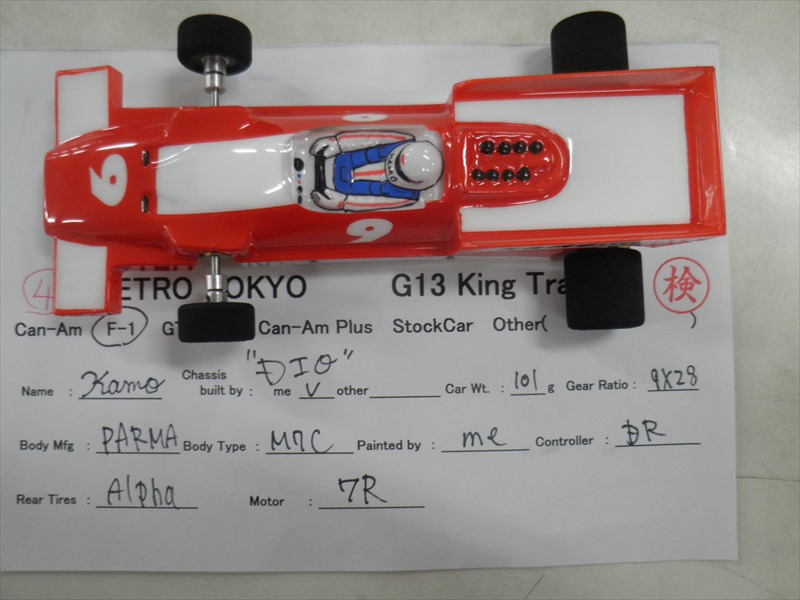 9
9
4 ETRO TOKYO G13 King Tra 検
Can-Am F-1 GT Can-Am Plus StockCar Other( )
Name : Kamo Chassis built by : "DIO" me V other Car Wt. : 101 g Gear Ratio : 9X28
Body Mfg : PARMA Body Type : M7C Painted by : me Controller : DR
Rear Tires : Alpha Motor : 7R